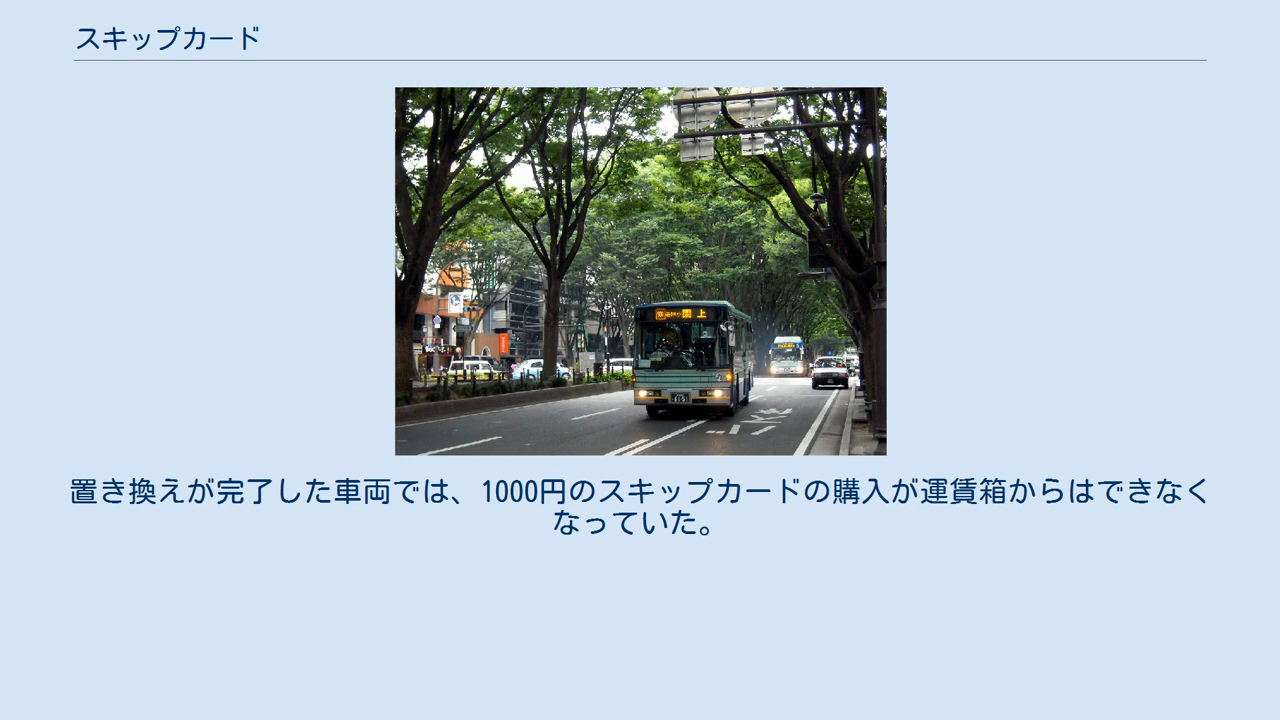 スキップカード
上
置き換えが完了した車両では、1000円のスキップカードの購入が運賃箱からはできなく
なっていた。